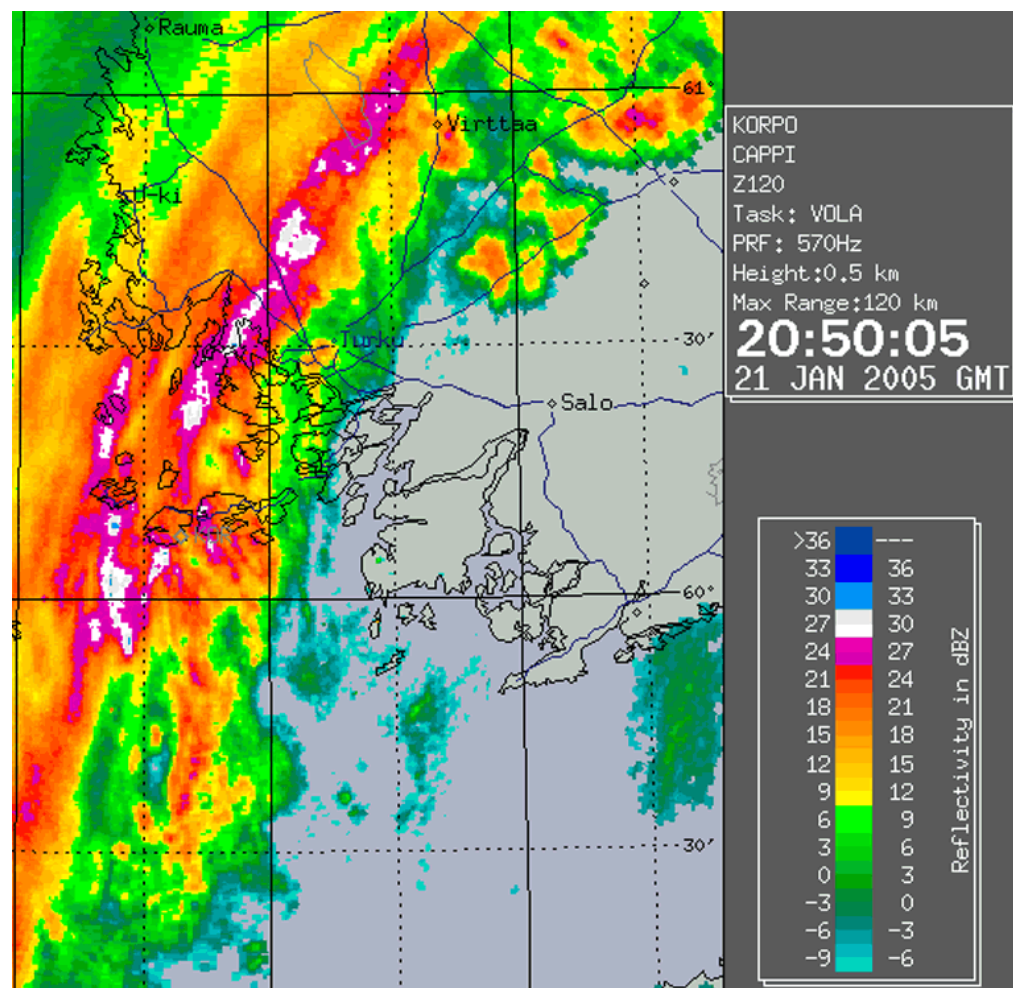 Rauma
61°
Virttaa
U-ki
30'
Turku
Salo
60°
30'
KORPO
CAPPI
Z120
Task: VOLA
PRF: 570Hz
Height:0.5 km
Max Range:120 km
20:50:05
21 JAN 2005 GMT
>36 ---
33 36
30 33
27 30
24 27
21 24
18 21
15 18
12 15
9 12
6 9
3 6
0 3
-3 0
-6 -3
-9 -6
Reflectivity in dBZ